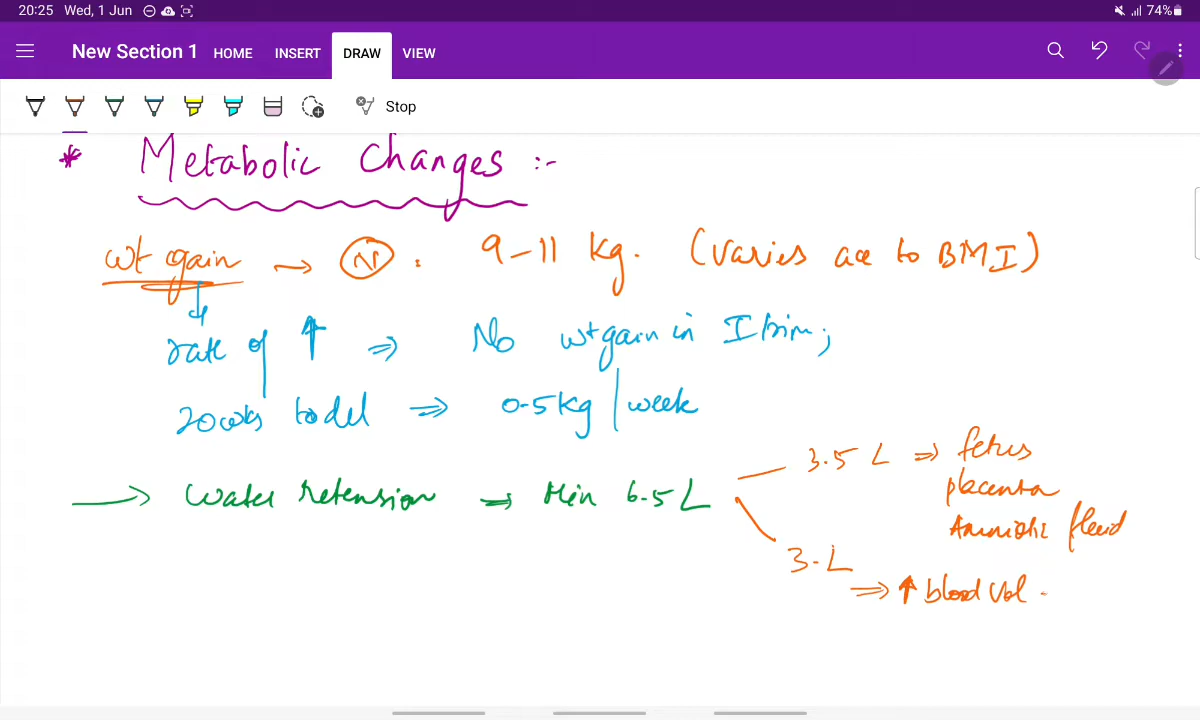 20:25 Wed, 1 Jun 74%
New Section 1 HOME INSERT DRAW VIEW
Stop
* Metabolic Changes :-
wt gain → N : 9-11 kg. (varies acc to BMI)
rate of ↑ ⇒ No wt gain in I trim;
20wks to del ⇒ 0.5kg/week
→ Water retension ⇒ Min 6.5 L
3.5 L ⇒ fetus
placenta
Amniotic fluid
3-L
⇒ ↑ blood vol.